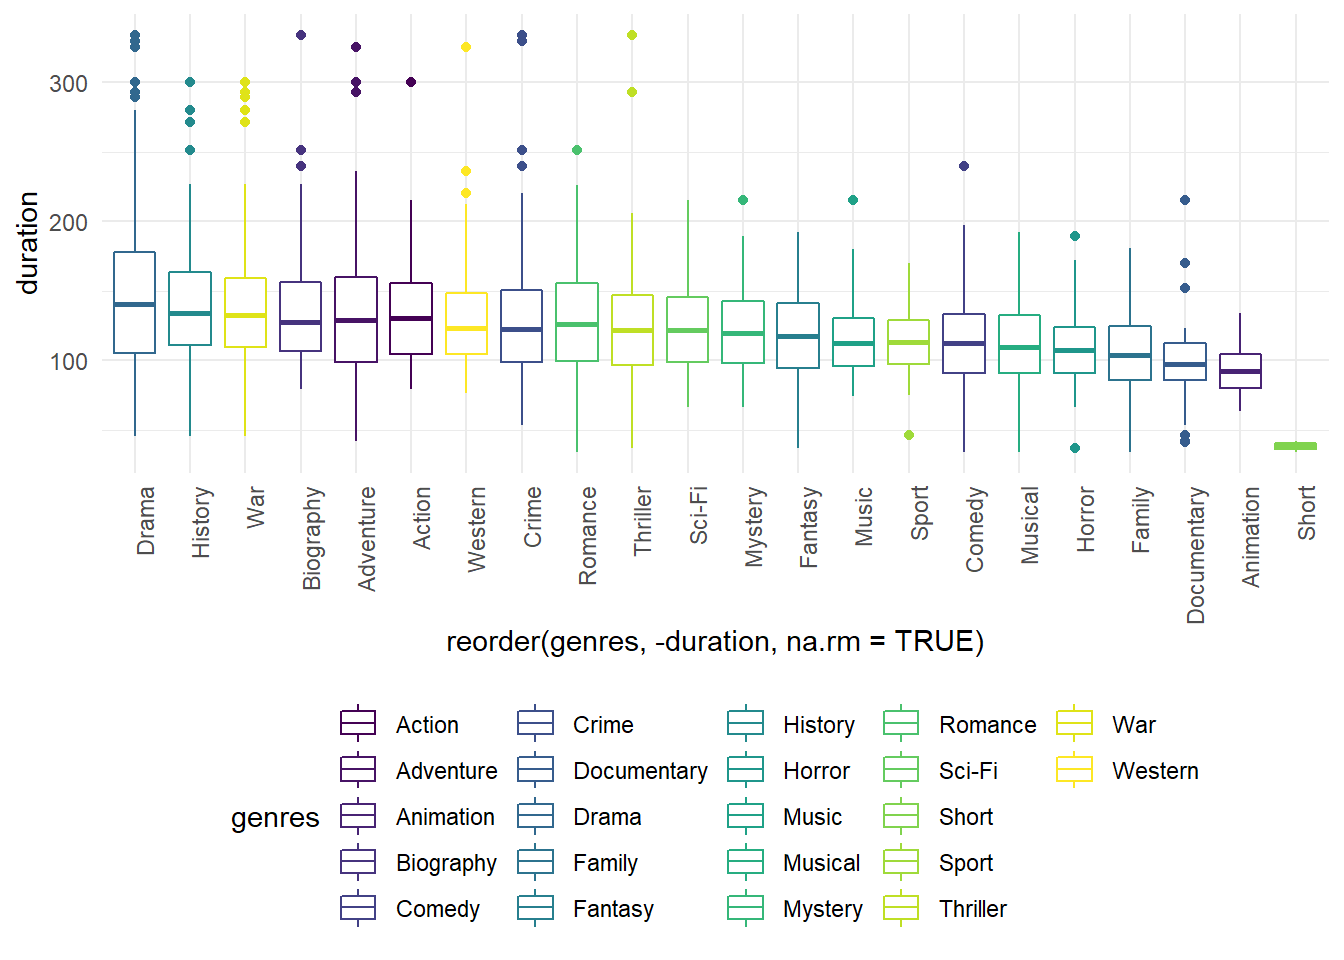 duration
300
200
100
Drama
History
War
Biography
Adventure
Action
Western
Crime
Romance
Thriller
Sci-Fi
Mystery
Fantasy
Music
Sport
Comedy
Musical
Horror
Family
Documentary
Animation
Short
reorder(genres, -duration, na.rm = TRUE)
genres
Action
Adventure
Animation
Biography
Comedy
Crime
Documentary
Drama
Family
Fantasy
History
Horror
Music
Musical
Mystery
Romance
Sci-Fi
Short
Sport
Thriller
War
Western